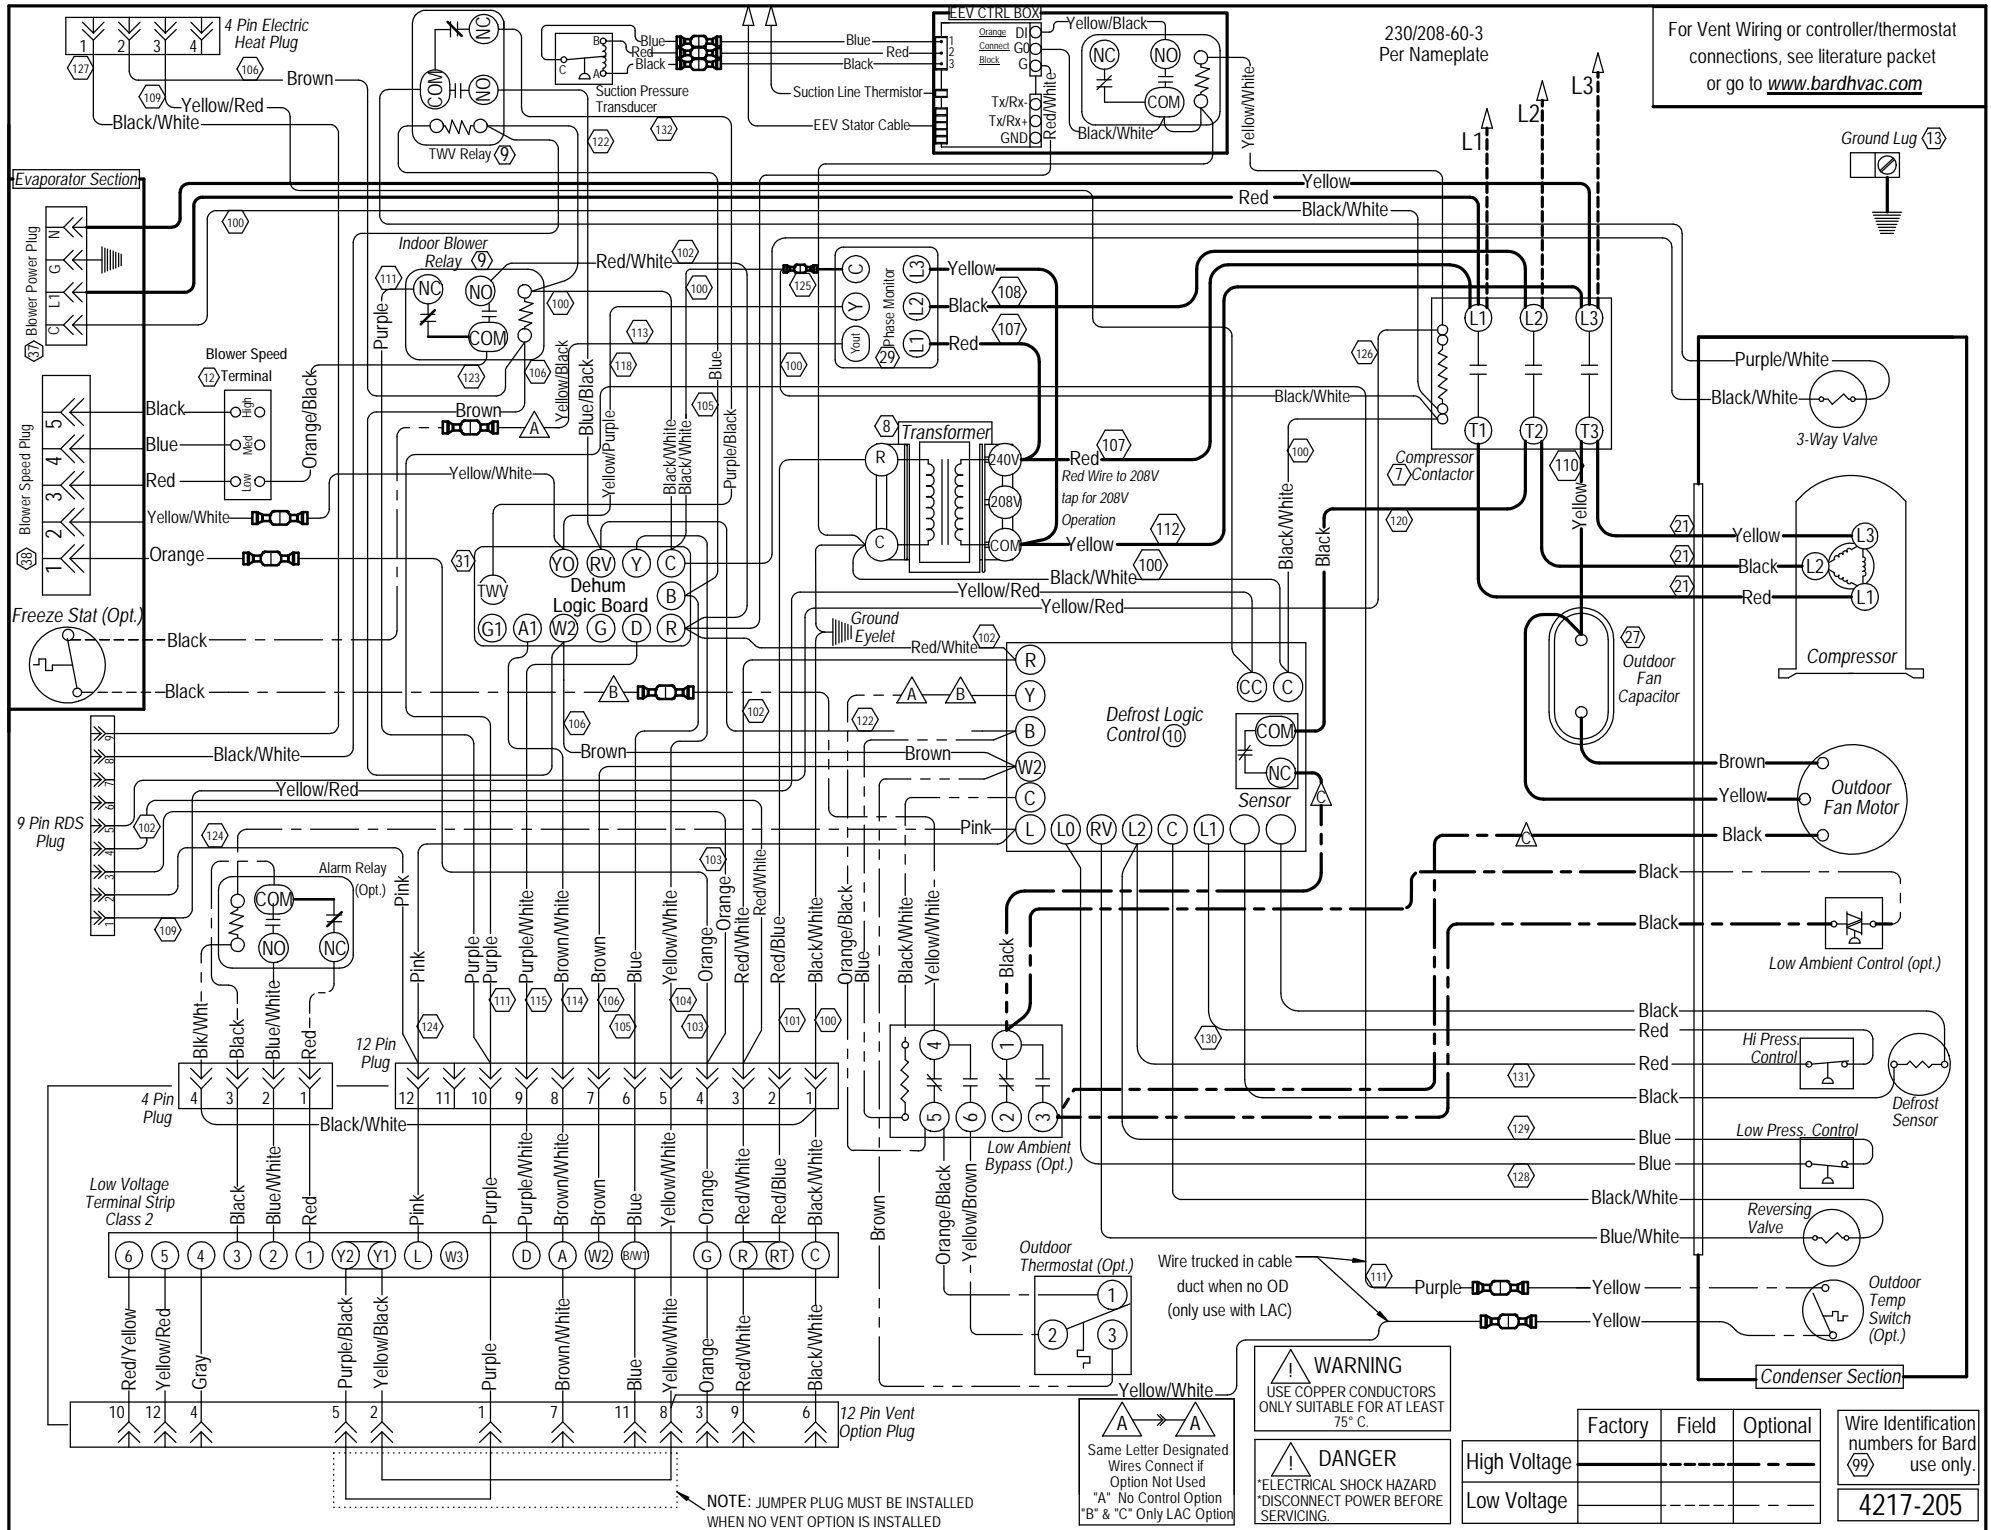 4 Pin Electric
Heat Plug
1 2 3 4
127
106
109
Brown
Yellow/Red
Black/White
NC
COM
NO
TWV Relay 9
132
122
B
C
A
Suction Pressure
Transducer
Blue
Red
Black
Blue
Red
Black
Suction Line Thermistor
EEV Stator Cable
EEV CTRL BOX
1
2
3
Orange DI
Connect G0
Block G
Tx/Rx-
Tx/Rx+
GND
Yellow/Black
Red/White
NC
NO
COM
Black/White
Yellow/White
230/208-60-3
Per Nameplate
L1
L2
L3
For Vent Wiring or controller/thermostat
connections, see literature packet
or go to www.bardhvac.com
Ground Lug 13
Evaporator Section
Yellow
Red
Black/White
100
37 Blower Power Plug
N
G
L1
C
Indoor Blower
Relay 9
111
NC
NO
COM
Purple
Red/White
102
100
100
113
118
123
106
Yellow/Black
Blue/Black
Blue
105
125
C
Y
Yout
Phase Monitor
29
L3
L2
L1
Yellow
Black
Red
108
107
100
126
L1 L2 L3
T1 T2 T3
Compressor
7 Contactor
110
Purple/White
Black/White
3-Way Valve
Blower Speed
12 Terminal
High
Med
Low
38 Blower Speed Plug
5
4
3
2
1
Black
Blue
Red
Yellow/White
Orange
Orange/Black
Brown
A
Yellow/White
Yellow/Purple
Black/White
Black/White
Purple/Black
8 Transformer
R
C
240V
208V
COM
Red
107
Red Wire to 208V
tap for 208V
Operation
Yellow
112
Black/White
100
Yellow/Red
Yellow/Red
Black/White
100
Black/White
Black
120
Yellow
21 Yellow
21 Black
21 Red
L3
L2
L1
Compressor
31
YO RV Y C
TWV
Dehum
Logic Board
B
G1 A1 W2 G D R
Ground
Eyelet
Freeze Stat (Opt.)
Black
Black
B
102
Red/White
102
A B
122
106
Brown
Brown
R
Y
B
W2
C
L L0 RV L2 C L1
Pink
CC C
Defrost Logic
Control 10
COM
NC
Sensor
C
27
Outdoor
Fan
Capacitor
Brown
Yellow
Black
Outdoor
Fan Motor
C
9 Pin RDS
Plug
9
8
7
6
5
4
3
2
1
Black/White
Yellow/Red
102
124
109
Alarm Relay
(Opt.)
COM
NO
NC
Blk/Wht
Black
Blue/White
Red
Pink
Pink
Purple
Purple
Purple/White
Brown/White
Brown
Blue
Yellow/White
Orange
Orange
Red/White
Red/White
Red/Blue
Black/White
103
124
111
115
114
106
105
104
103
101
100
Orange/Black
Blue
Black/White
Yellow/White
Black
Black
Black
Low Ambient Control (opt.)
4 Pin
Plug
4 3 2 1
12 Pin
Plug
12 11 10 9 8 7 6 5 4 3 2 1
Black/White
4 1
5 6 2 3
Low Ambient
Bypass (Opt.)
130
Black
Red
Hi Press.
Control
Red
131
Black
Defrost
Sensor
129
Blue
Low Press. Control
Blue
128
Black/White
Reversing
Valve
Blue/White
Low Voltage
Terminal Strip
Class 2
Black
Blue/White
Red
Pink
Purple
Purple/White
Brown/White
Brown
Blue
Yellow/White
Orange
Red/White
Red/Blue
Black/White
6 5 4 3 2 1 Y2 Y1 L W3 D A W2 B/W1 G R RT C
Brown
Orange/Black
Yellow/Brown
Outdoor
Thermostat (Opt.)
1
2
3
Wire trucked in cable
duct when no OD
(only use with LAC)
111
Purple
Yellow
Yellow
Outdoor
Temp
Switch
(Opt.)
Condenser Section
Red/Yellow
Yellow/Red
Gray
Purple/Black
Yellow/Black
Purple
Brown/White
Blue
Yellow/White
Orange
Red/White
Black/White
Yellow/White
10 12 4 5 2 1 7 11 8 3 9 6
12 Pin Vent
Option Plug
NOTE: JUMPER PLUG MUST BE INSTALLED
WHEN NO VENT OPTION IS INSTALLED
A A
Same Letter Designated
Wires Connect if
Option Not Used
"A" No Control Option
"B" & "C" Only LAC Option
! WARNING
USE COPPER CONDUCTORS
ONLY SUITABLE FOR AT LEAST
75° C.
! DANGER
*ELECTRICAL SHOCK HAZARD
*DISCONNECT POWER BEFORE
SERVICING.
Factory Field Optional
High Voltage
Low Voltage
Wire Identification
numbers for Bard
99 use only.
4217-205